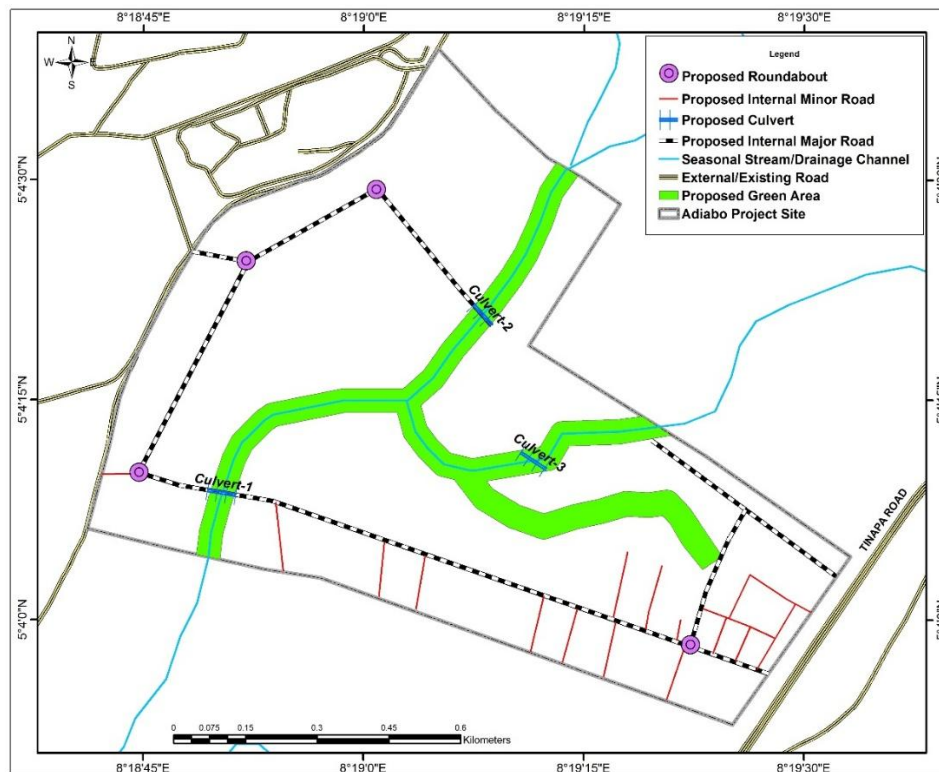 8°18'45"E
8°19'0"E
8°19'15"E
8°19'30"E
N
W
E
S
Legend
Proposed Roundabout
Proposed Internal Minor Road
Proposed Culvert
Proposed Internal Major Road
Seasonal Stream/Drainage Channel
External/Existing Road
Proposed Green Area
Adiabo Project Site
5°4'30"N
Culvert-2
5°4'15"N
Culvert-3
Culvert-1
TINAPA ROAD
5°4'0"N
0 0.075 0.15 0.3 0.45 0.6
Kilometers
8°18'45"E
8°19'0"E
8°19'15"E
8°19'30"E